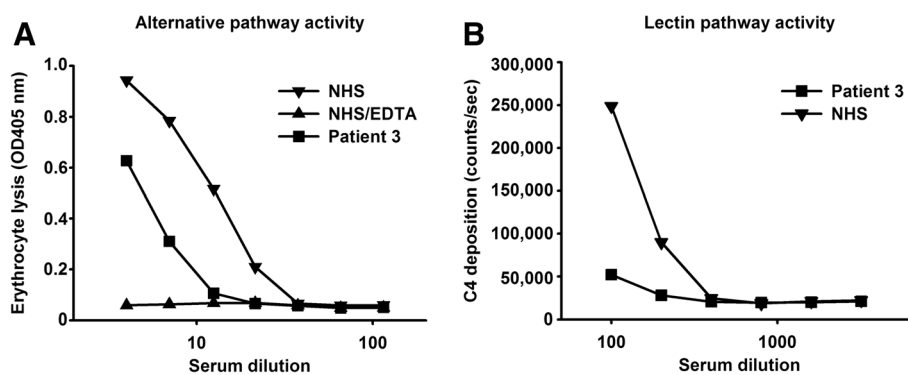 A
Alternative pathway activity
Erythrocyte lysis (OD405 nm)
1.0
0.8
0.6
0.4
0.2
0
NHS
NHS/EDTA
Patient 3
10
100
Serum dilution
B
Lectin pathway activity
C4 deposition (counts/sec)
300,000
250,000
200,000
150,000
100,000
50,000
0
Patient 3
NHS
100
1000
Serum dilution